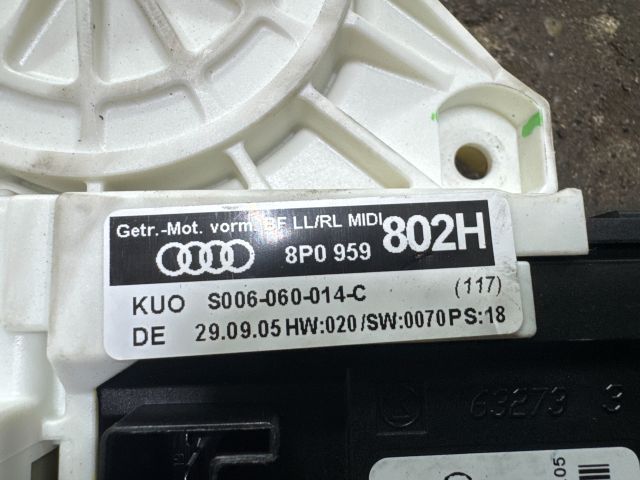 Getr.-Mot. vorm. BF LL/RL MIDI
8P0 959 802H
KUO S006-060-014-C (117)
DE 29.09.05 HW:020/SW:0070 PS:18
63273 3